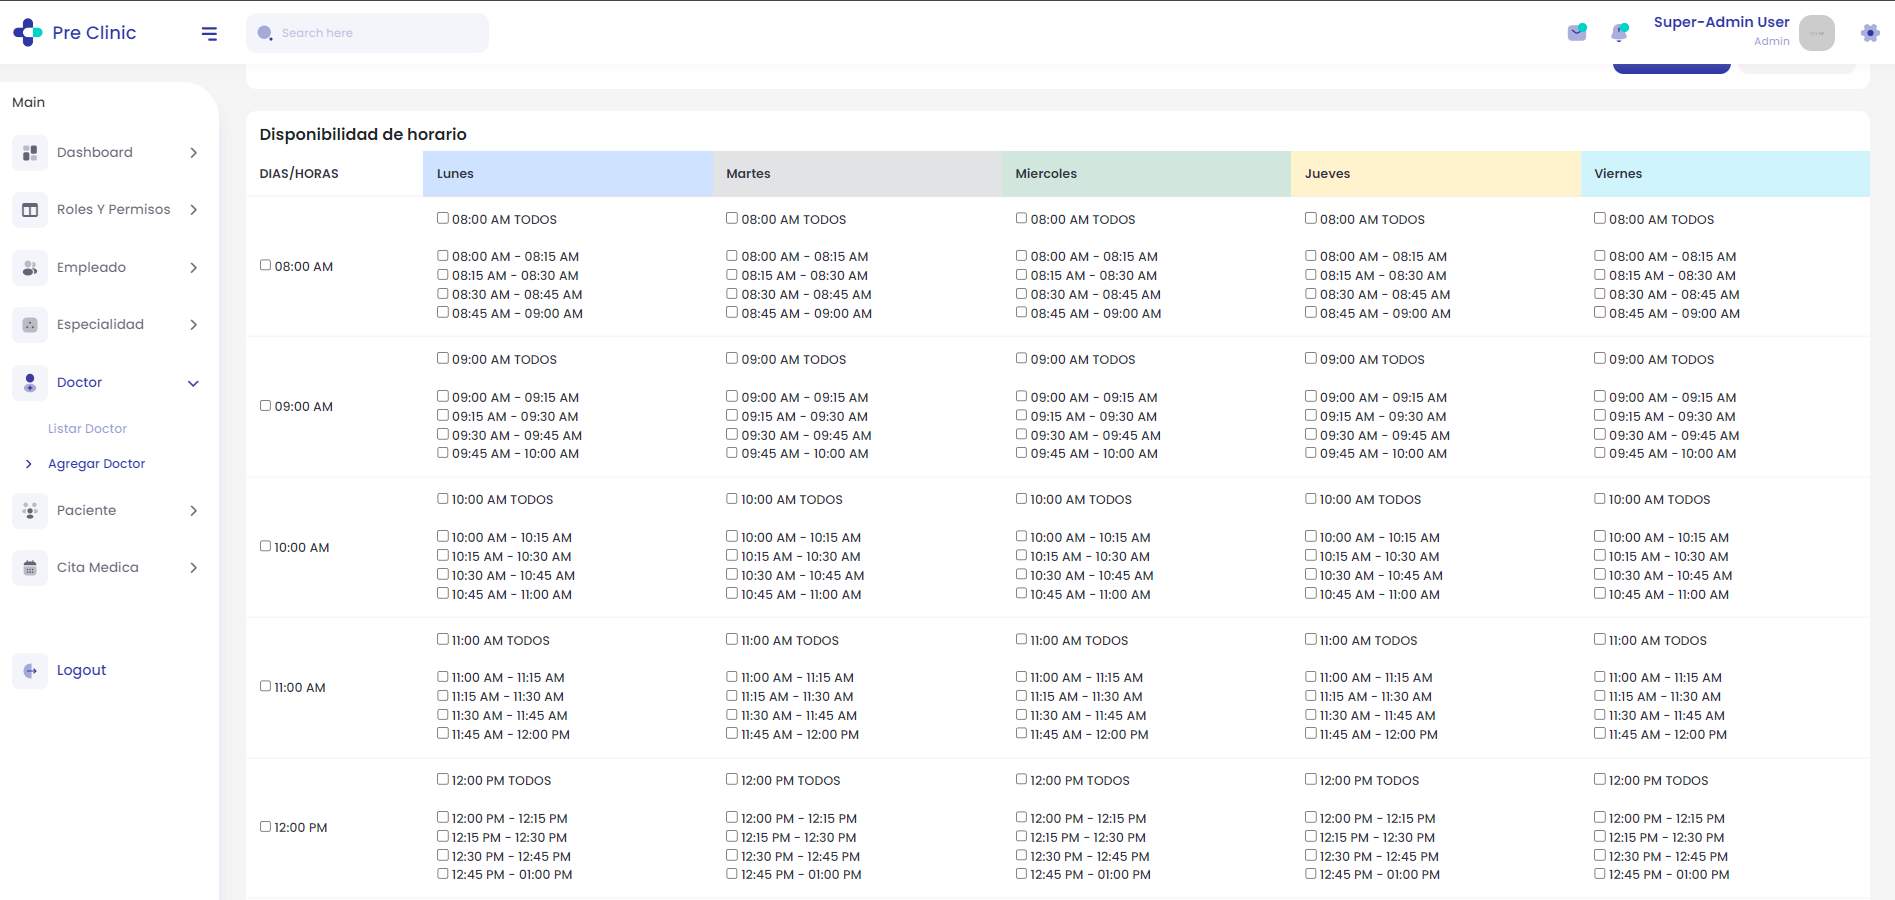 Pre Clinic
Search here
Super-Admin User
Admin
Main
Dashboard
Roles Y Permisos
Empleado
Especialidad
Doctor
Listar Doctor
Agregar Doctor
Paciente
Cita Medica
Logout
Disponibilidad de horario
DIAS/HORAS Lunes Martes Miercoles Jueves Viernes
08:00 AM TODOS 08:00 AM TODOS 08:00 AM TODOS 08:00 AM TODOS 08:00 AM TODOS
08:00 AM - 08:15 AM 08:00 AM - 08:15 AM 08:00 AM - 08:15 AM 08:00 AM - 08:15 AM 08:00 AM - 08:15 AM
08:00 AM
08:15 AM - 08:30 AM 08:15 AM - 08:30 AM 08:15 AM - 08:30 AM 08:15 AM - 08:30 AM 08:15 AM - 08:30 AM
08:30 AM - 08:45 AM 08:30 AM - 08:45 AM 08:30 AM - 08:45 AM 08:30 AM - 08:45 AM 08:30 AM - 08:45 AM
08:45 AM - 09:00 AM 08:45 AM - 09:00 AM 08:45 AM - 09:00 AM 08:45 AM - 09:00 AM 08:45 AM - 09:00 AM
09:00 AM TODOS 09:00 AM TODOS 09:00 AM TODOS 09:00 AM TODOS 09:00 AM TODOS
09:00 AM - 09:15 AM 09:00 AM - 09:15 AM 09:00 AM - 09:15 AM 09:00 AM - 09:15 AM 09:00 AM - 09:15 AM
09:00 AM
09:15 AM - 09:30 AM 09:15 AM - 09:30 AM 09:15 AM - 09:30 AM 09:15 AM - 09:30 AM 09:15 AM - 09:30 AM
09:30 AM - 09:45 AM 09:30 AM - 09:45 AM 09:30 AM - 09:45 AM 09:30 AM - 09:45 AM 09:30 AM - 09:45 AM
09:45 AM - 10:00 AM 09:45 AM - 10:00 AM 09:45 AM - 10:00 AM 09:45 AM - 10:00 AM 09:45 AM - 10:00 AM
10:00 AM TODOS 10:00 AM TODOS 10:00 AM TODOS 10:00 AM TODOS 10:00 AM TODOS
10:00 AM - 10:15 AM 10:00 AM - 10:15 AM 10:00 AM - 10:15 AM 10:00 AM - 10:15 AM 10:00 AM - 10:15 AM
10:00 AM
10:15 AM - 10:30 AM 10:15 AM - 10:30 AM 10:15 AM - 10:30 AM 10:15 AM - 10:30 AM 10:15 AM - 10:30 AM
10:30 AM - 10:45 AM 10:30 AM - 10:45 AM 10:30 AM - 10:45 AM 10:30 AM - 10:45 AM 10:30 AM - 10:45 AM
10:45 AM - 11:00 AM 10:45 AM - 11:00 AM 10:45 AM - 11:00 AM 10:45 AM - 11:00 AM 10:45 AM - 11:00 AM
11:00 AM TODOS 11:00 AM TODOS 11:00 AM TODOS 11:00 AM TODOS 11:00 AM TODOS
11:00 AM - 11:15 AM 11:00 AM - 11:15 AM 11:00 AM - 11:15 AM 11:00 AM - 11:15 AM 11:00 AM - 11:15 AM
11:00 AM
11:15 AM - 11:30 AM 11:15 AM - 11:30 AM 11:15 AM - 11:30 AM 11:15 AM - 11:30 AM 11:15 AM - 11:30 AM
11:30 AM - 11:45 AM 11:30 AM - 11:45 AM 11:30 AM - 11:45 AM 11:30 AM - 11:45 AM 11:30 AM - 11:45 AM
11:45 AM - 12:00 PM 11:45 AM - 12:00 PM 11:45 AM - 12:00 PM 11:45 AM - 12:00 PM 11:45 AM - 12:00 PM
12:00 PM TODOS 12:00 PM TODOS 12:00 PM TODOS 12:00 PM TODOS 12:00 PM TODOS
12:00 PM - 12:15 PM 12:00 PM - 12:15 PM 12:00 PM - 12:15 PM 12:00 PM - 12:15 PM 12:00 PM - 12:15 PM
12:00 PM
12:15 PM - 12:30 PM 12:15 PM - 12:30 PM 12:15 PM - 12:30 PM 12:15 PM - 12:30 PM 12:15 PM - 12:30 PM
12:30 PM - 12:45 PM 12:30 PM - 12:45 PM 12:30 PM - 12:45 PM 12:30 PM - 12:45 PM 12:30 PM - 12:45 PM
12:45 PM - 01:00 PM 12:45 PM - 01:00 PM 12:45 PM - 01:00 PM 12:45 PM - 01:00 PM 12:45 PM - 01:00 PM